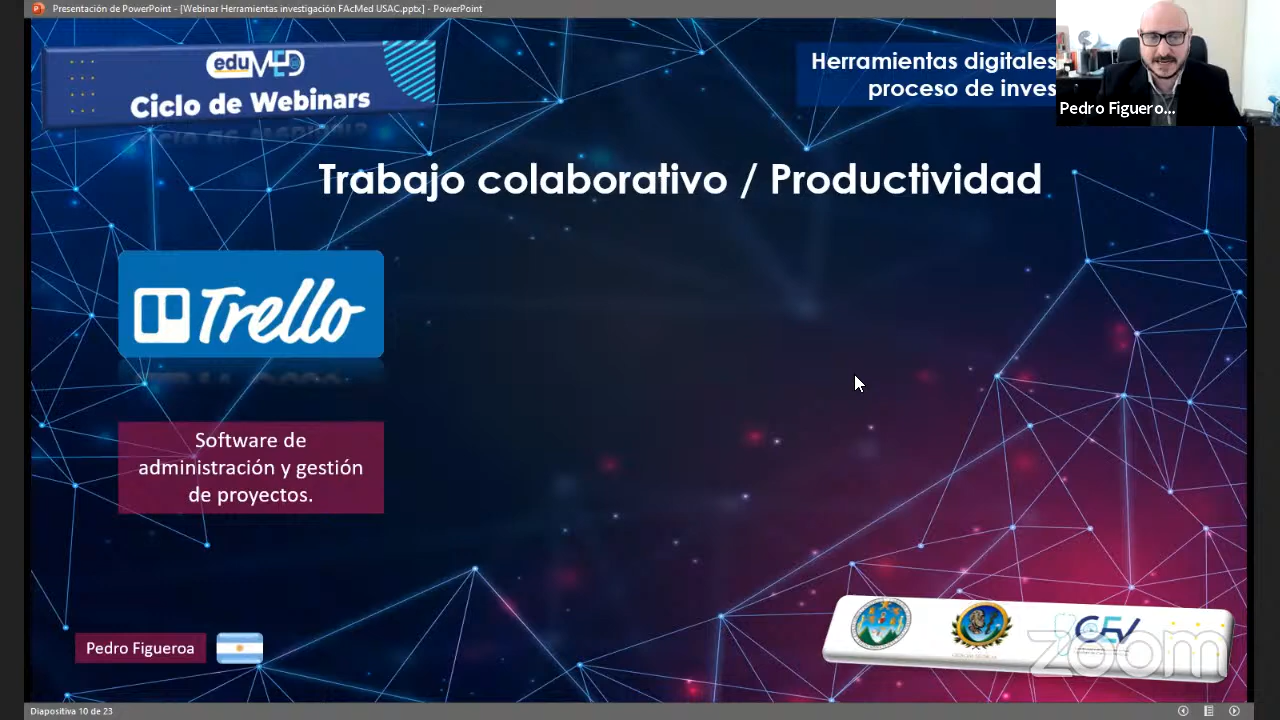 Presentación de PowerPoint - [Webinar Herramientas investigación FAcMed USAC.pptx] - PowerPoint
eduMED
Ciclo de Webinars
Herramientas digitales
proceso de inves
Pedro Figuero...
Trabajo colaborativo / Productividad
Trello
Software de
administración y gestión
de proyectos.
Pedro Figueroa
CEV
zoom
Diapositiva 10 de 23